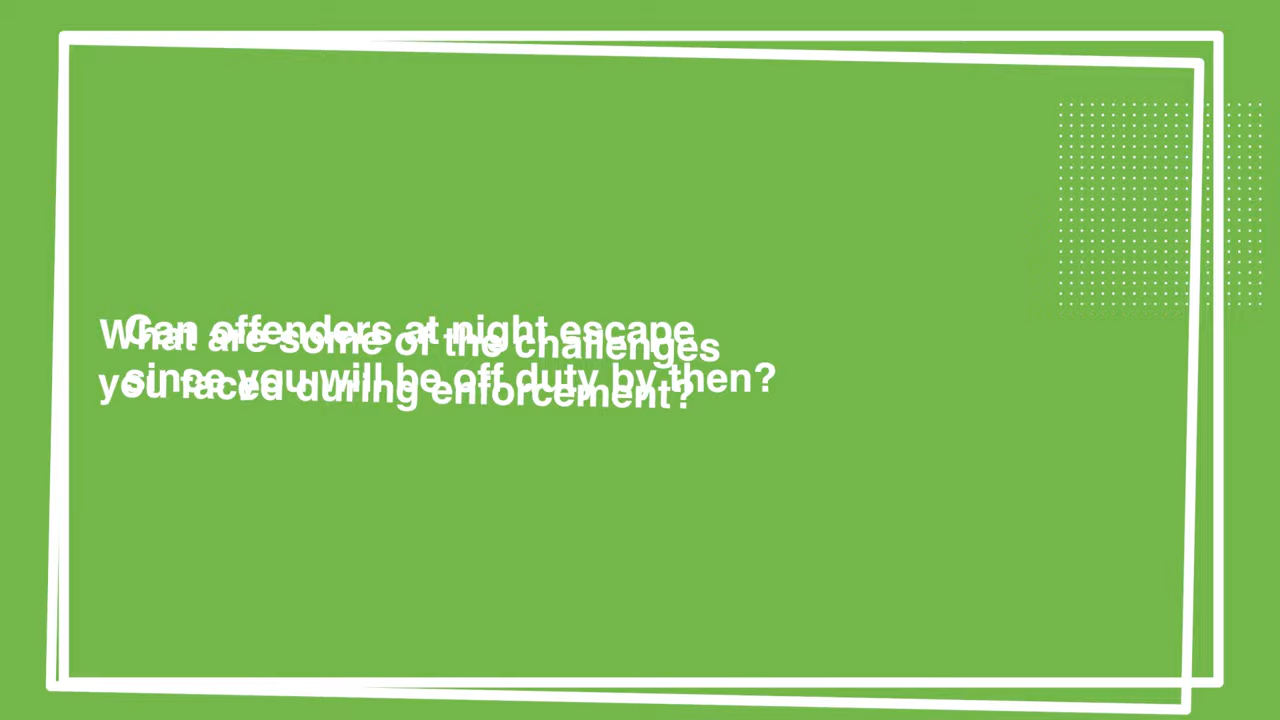 Can offenders at night escape
since you will be off duty by then?
What are some of the challenges
you faced during enforcement?